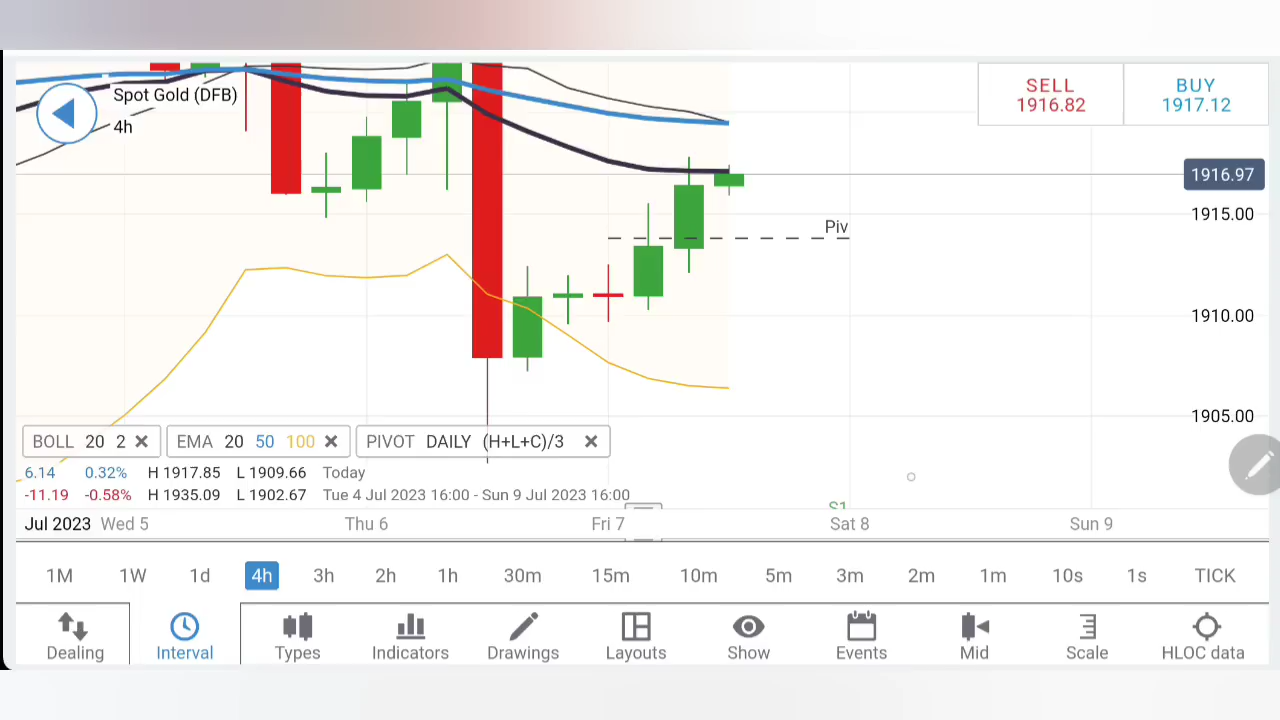 Spot Gold (DFB)
4h
SELL
1916.82
BUY
1917.12
1916.97
1915.00
Piv
1910.00
1905.00
BOLL 20 2
EMA 20 50 100
PIVOT DAILY (H+L+C)/3
6.14 0.32% H 1917.85 L 1909.66 Today
-11.19 -0.58% H 1935.09 L 1902.67 Tue 4 Jul 2023 16:00 - Sun 9 Jul 2023 16:00
S1
Jul 2023 Wed 5 Thu 6 Fri 7 Sat 8 Sun 9
1M 1W 1d 4h 3h 2h 1h 30m 15m 10m 5m 3m 2m 1m 10s 1s TICK
Dealing Interval Types Indicators Drawings Layouts Show Events Mid Scale HLOC data